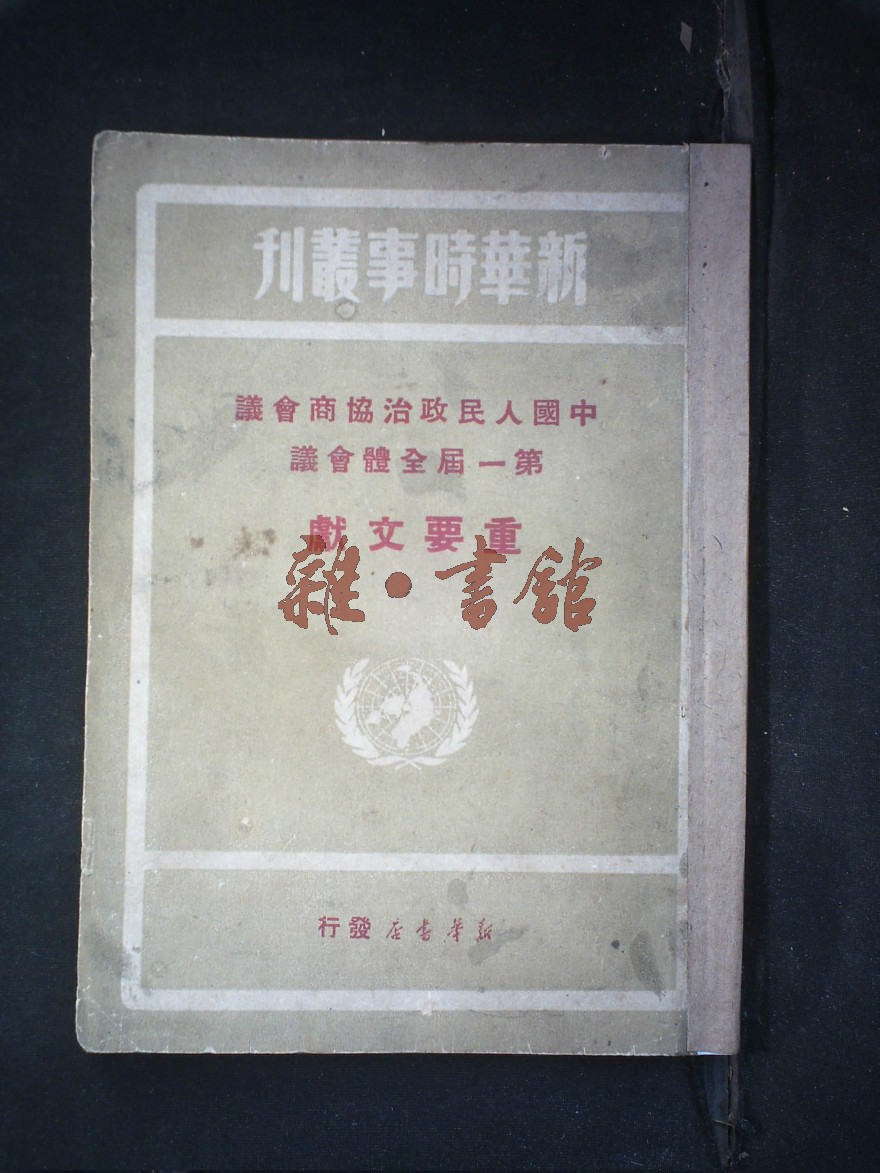 新華時事叢刊
中國人民政治協商會議
第一屆全體會議
重要文獻
雜·書館
新華書店發行